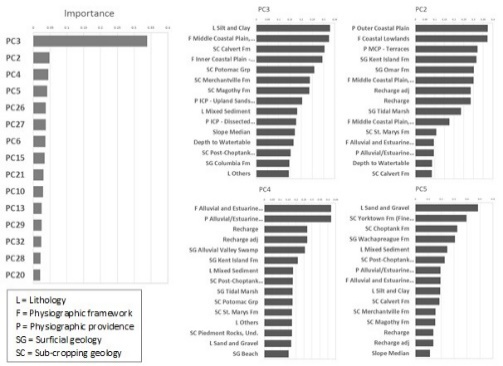 Importance
PC3
PC2
PC4
PC5
PC26
PC27
PC6
PC15
PC21
PC10
PC13
PC29
PC32
PC28
PC20
L = Lithology
F = Physiographic framework
P = Physiographic providence
SG = Surficial geology
SC = Sub-cropping geology
PC3
L Silt and Clay
F Middle Coastal Plain,...
SC Calvert Fm
F Inner Coastal Plain -...
SC Potomac Grp
SC Merchantville Fm
SC Magothy Fm
P ICP - Upland Sands...
L Mixed Sediment
P ICP - Dissected...
Slope Median
Depth to Watertable
SC Post-Choptank...
SG Columbia Fm
L Others
PC2
P Outer Coastal Plain
F Coastal Lowlands
P MCP - Terraces
SG Kent Island Fm
SG Omar Fm
F Middle Coastal Plain,...
Recharge adj
Recharge
SG Tidal Marsh
F Middle Coastal Plain,...
SC St. Marys Fm
F Alluvial and Estuarine...
P Alluvial/Estuarine...
Depth to Watertable
SC Calvert Fm
PC4
F Alluvial and Estuarine...
P Alluvial/Estuarine...
Recharge
Recharge adj
SG Alluvial Valley Swamp
SG Kent Island Fm
L Mixed Sediment
SC Post-Choptank...
SG Tidal Marsh
SC Potomac Grp
SC St. Marys Fm
L Others
SC Piedmont Rocks, Und.
L Sand and Gravel
SG Beach
PC5
L Sand and Gravel
SC Yorktown Fm (Fine...
SC Choptank Fm
SG Wachapreague Fm
L Mixed Sediment
SC Post-Choptank...
P Alluvial/Estuarine...
F Alluvial and Estuarine...
L Silt and Clay
SC Calvert Fm
SC Merchantville Fm
SC Magothy Fm
Recharge
Recharge adj
Slope Median